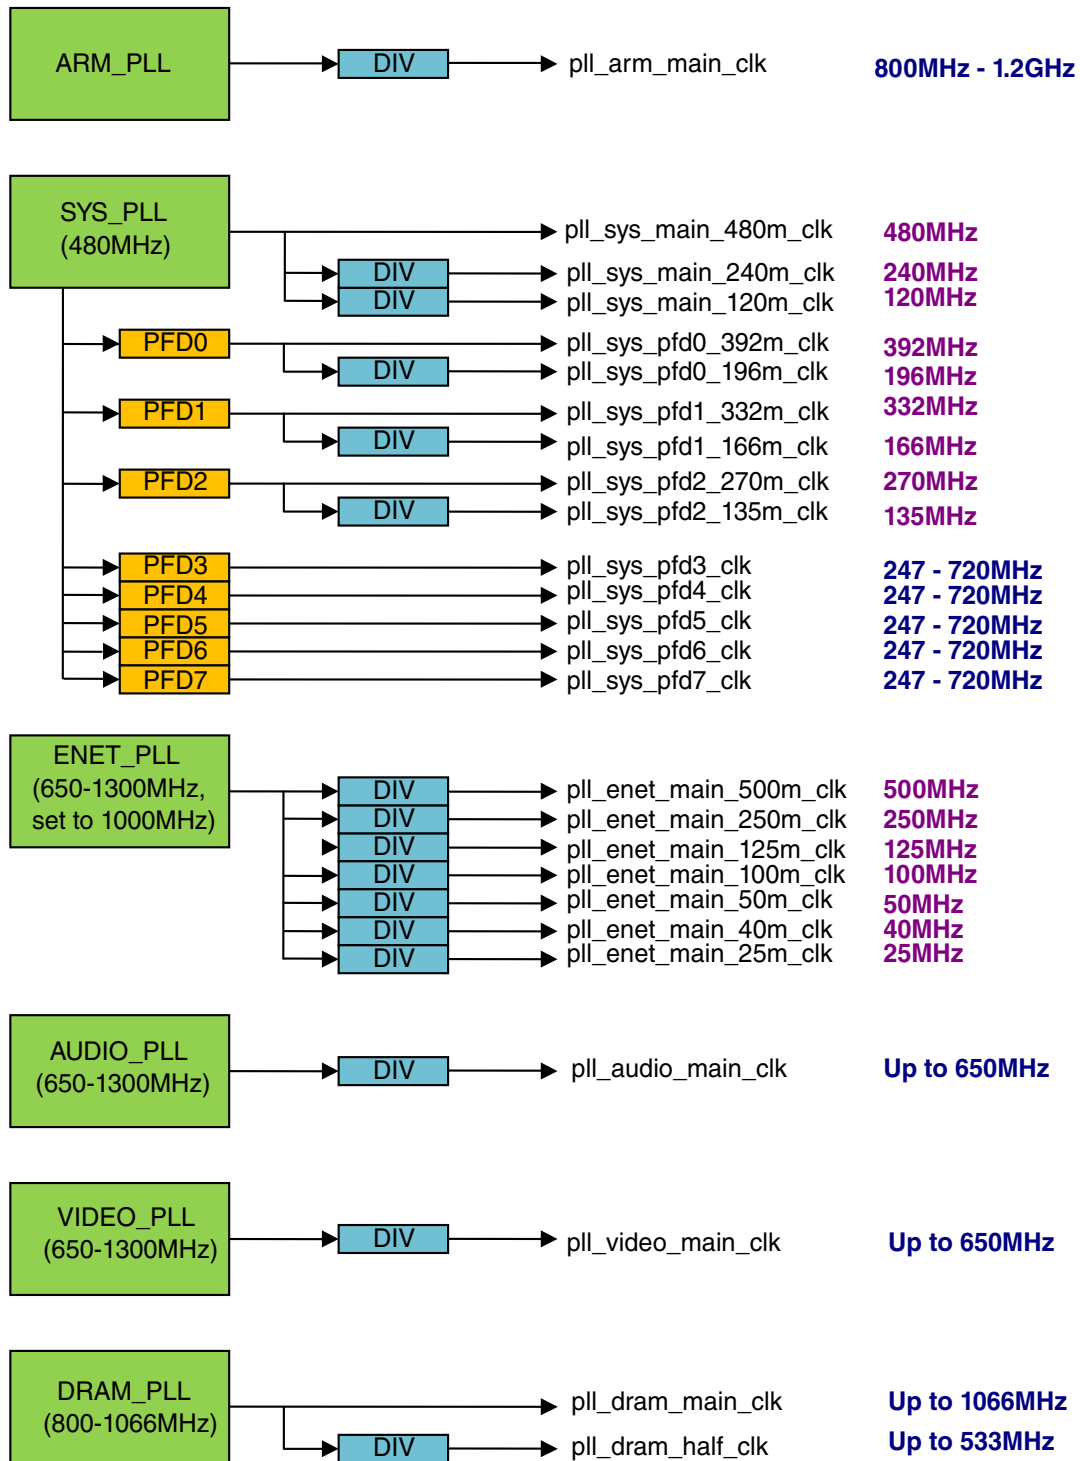 ARM_PLL DIV pll_arm_main_clk 800MHz - 1.2GHz
SYS_PLL
(480MHz)
pll_sys_main_480m_clk 480MHz
DIV pll_sys_main_240m_clk 240MHz
DIV pll_sys_main_120m_clk 120MHz
PFD0 pll_sys_pfd0_392m_clk 392MHz
DIV pll_sys_pfd0_196m_clk 196MHz
PFD1 pll_sys_pfd1_332m_clk 332MHz
DIV pll_sys_pfd1_166m_clk 166MHz
PFD2 pll_sys_pfd2_270m_clk 270MHz
DIV pll_sys_pfd2_135m_clk 135MHz
PFD3 pll_sys_pfd3_clk 247 - 720MHz
PFD4 pll_sys_pfd4_clk 247 - 720MHz
PFD5 pll_sys_pfd5_clk 247 - 720MHz
PFD6 pll_sys_pfd6_clk 247 - 720MHz
PFD7 pll_sys_pfd7_clk 247 - 720MHz
ENET_PLL
(650-1300MHz,
set to 1000MHz)
DIV pll_enet_main_500m_clk 500MHz
DIV pll_enet_main_250m_clk 250MHz
DIV pll_enet_main_125m_clk 125MHz
DIV pll_enet_main_100m_clk 100MHz
DIV pll_enet_main_50m_clk 50MHz
DIV pll_enet_main_40m_clk 40MHz
DIV pll_enet_main_25m_clk 25MHz
AUDIO_PLL
(650-1300MHz)
DIV pll_audio_main_clk Up to 650MHz
VIDEO_PLL
(650-1300MHz)
DIV pll_video_main_clk Up to 650MHz
DRAM_PLL
(800-1066MHz)
pll_dram_main_clk Up to 1066MHz
DIV pll_dram_half_clk Up to 533MHz